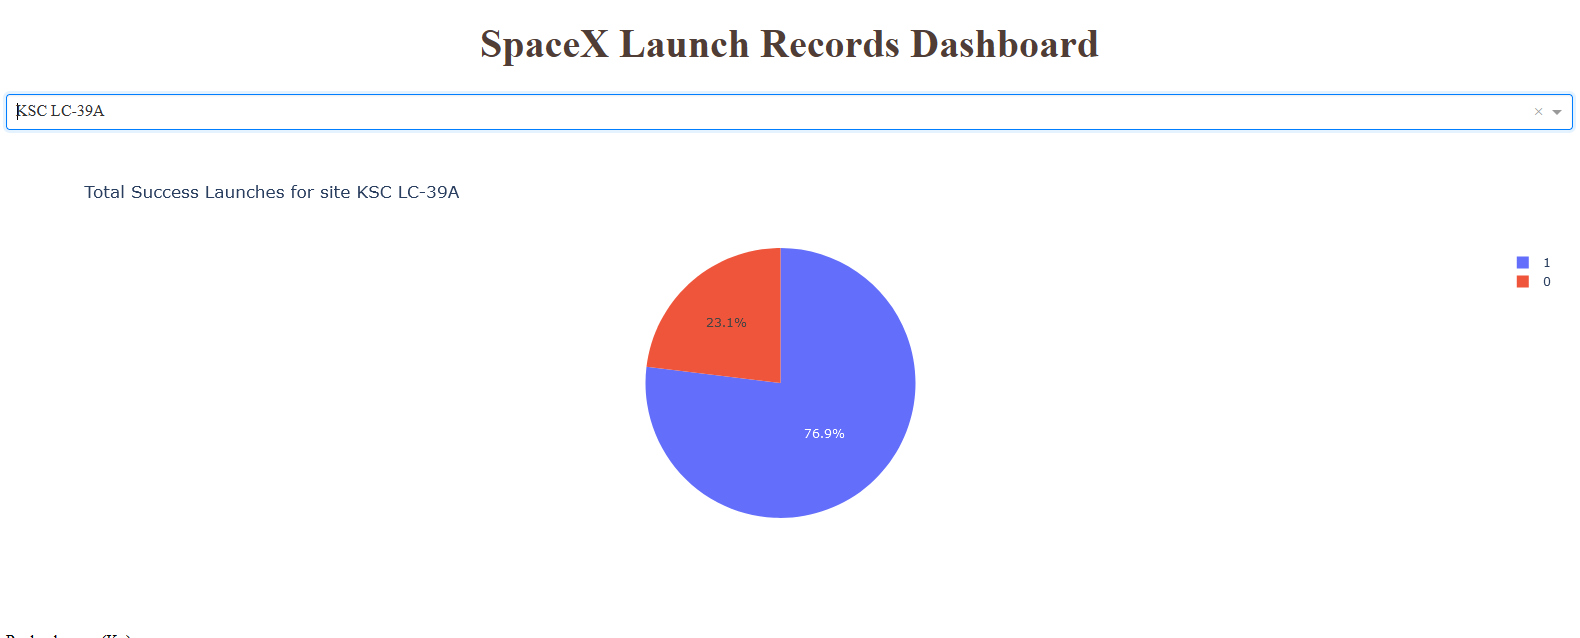 SpaceX Launch Records Dashboard
KSC LC-39A
×
Total Success Launches for site KSC LC-39A
1
0
23.1%
76.9%